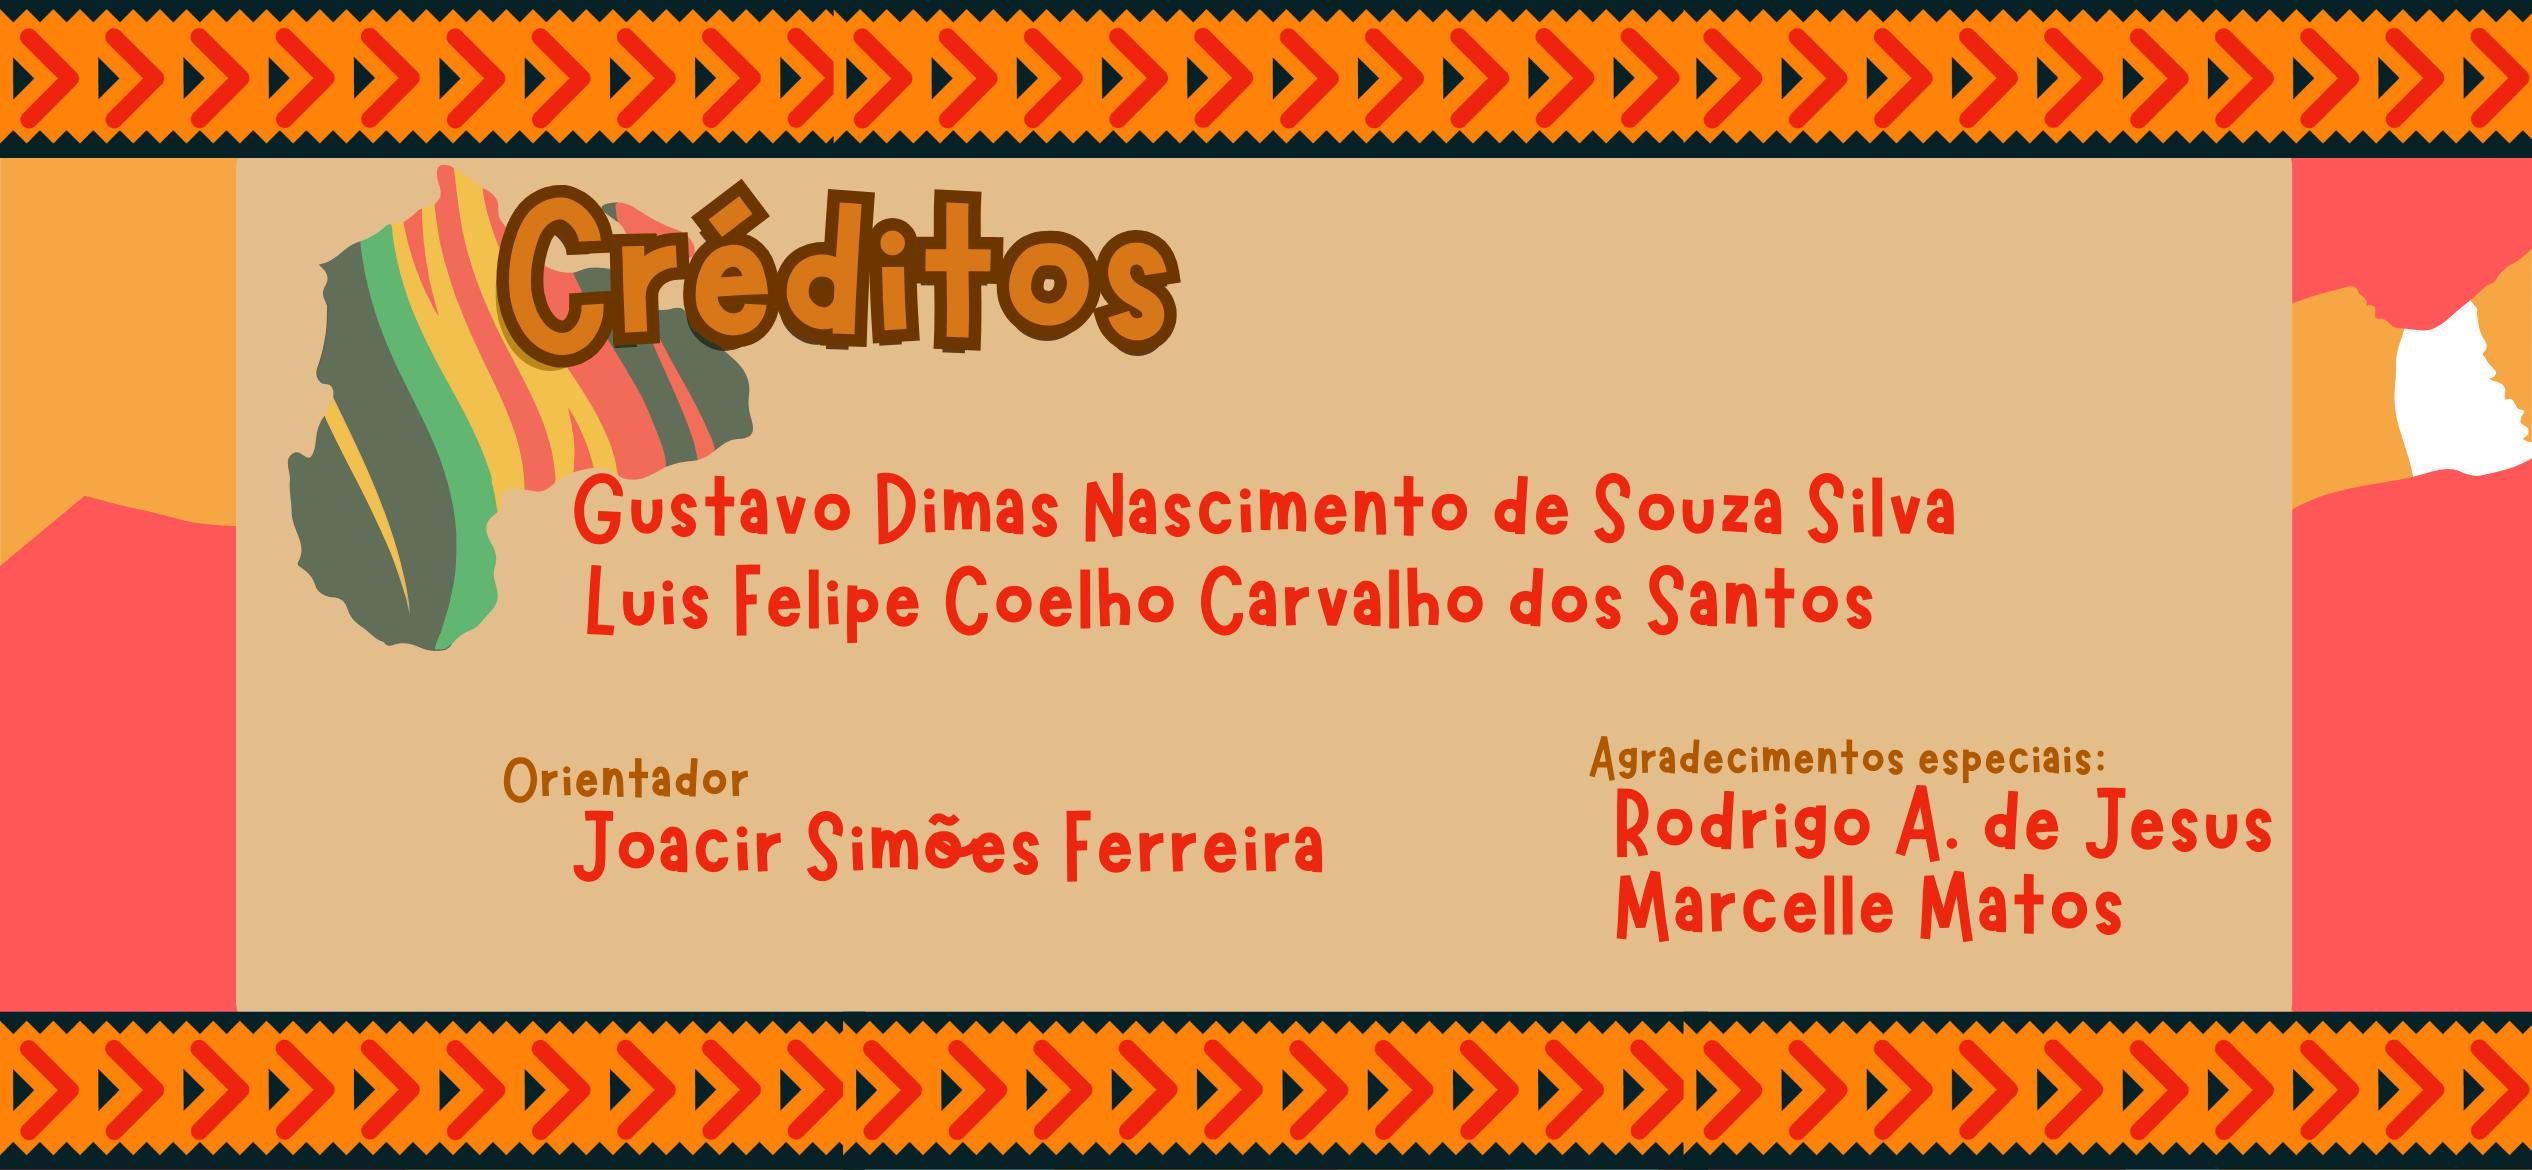 Créditos
Gustavo Dimas Nascimento de Souza Silva
Luis Felipe Coelho Carvalho dos Santos
Orientador
Joacir Simões Ferreira
Agradecimentos especiais:
Rodrigo A. de Jesus
Marcelle Matos